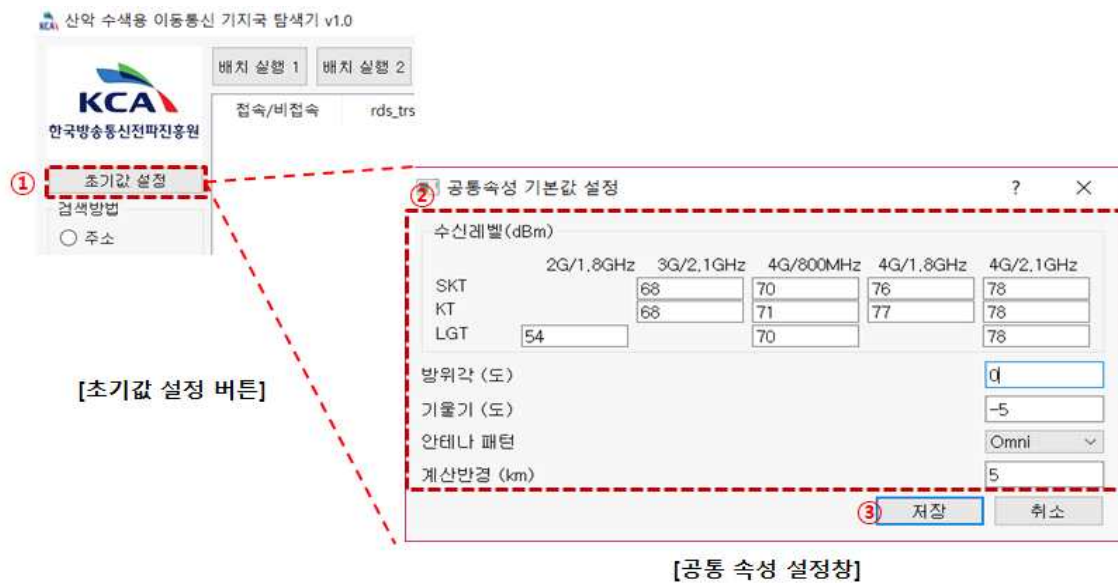 산악 수색용 이동통신 기지국 탐색기 v1.0
KCA
한국방송통신전파진흥원
배치 실행 1 배치 실행 2
접속/비접속 rds_trs
① 초기값 설정
검색방법
주소
[초기값 설정 버튼]
② 공통속성 기본값 설정 ? ×
수신레벨(dBm)
2G/1,8GHz 3G/2,1GHz 4G/800MHz 4G/1,8GHz 4G/2,1GHz
SKT 68 70 76 78
KT 68 71 77 78
LGT 54 70 78
방위각 (도) 0
기울기 (도) -5
안테나 패턴 Omni
계산반경 (km) 5
③ 저장 취소
[공통 속성 설정창]